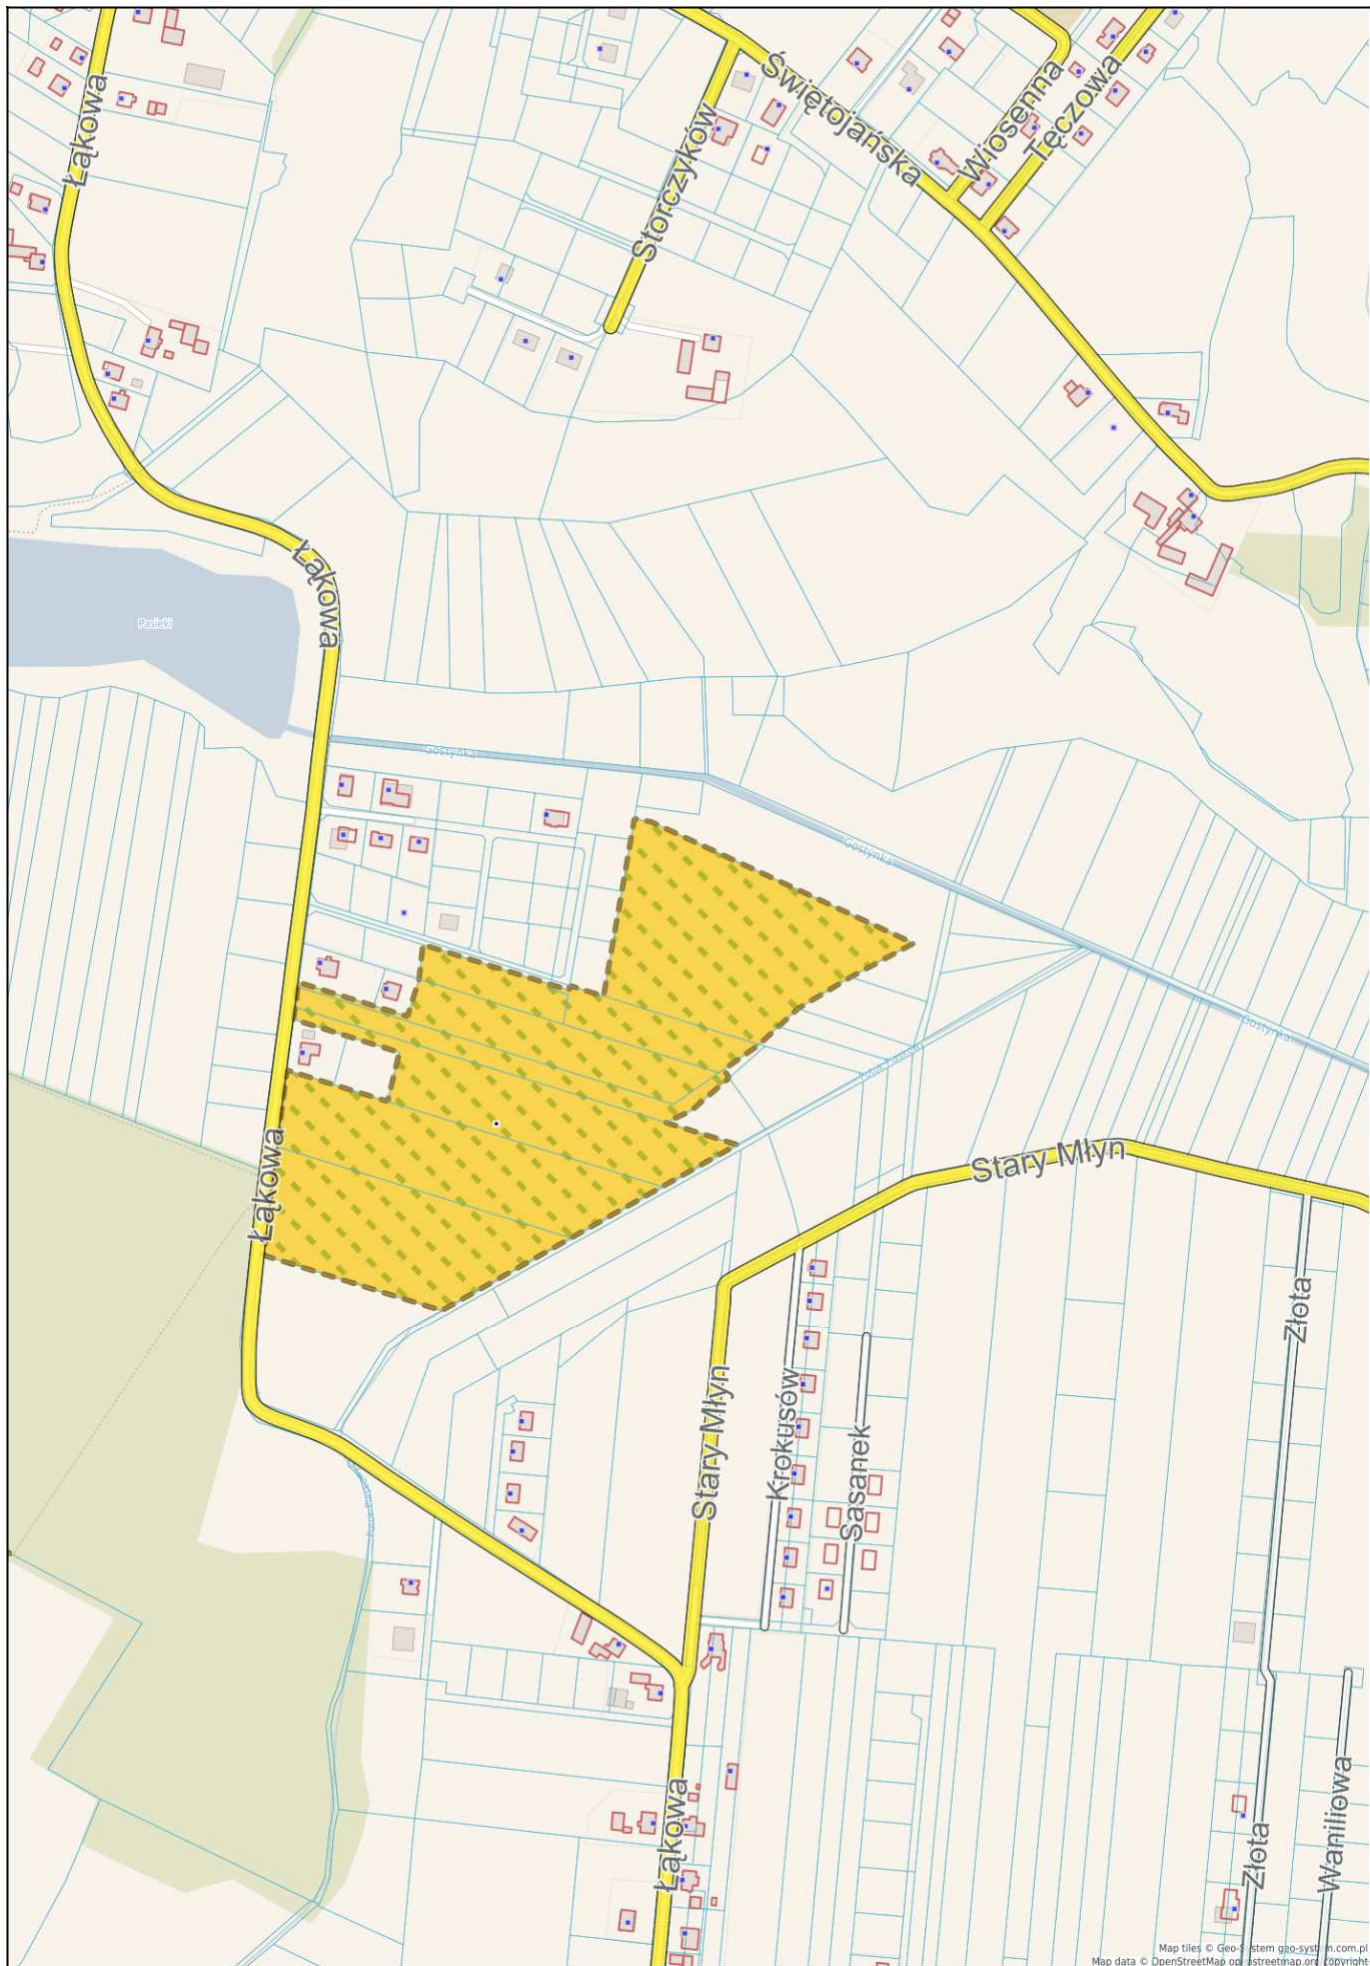 Łąkowa
Świętojańska
Wiosenna
Tęczowa
Storczyków
Łąkowa
Pasieki
Gostynka
Gostynka
Gostynka
Łąkowa
Stary Młyn
Złota
Stary Młyn
Krokusów
Sasanek
Łąkowa
Złota
Waniliowa
Map tiles © Geo-System geo-system.com.pl
Map data © OpenStreetMap openstreetmap.org/copyright